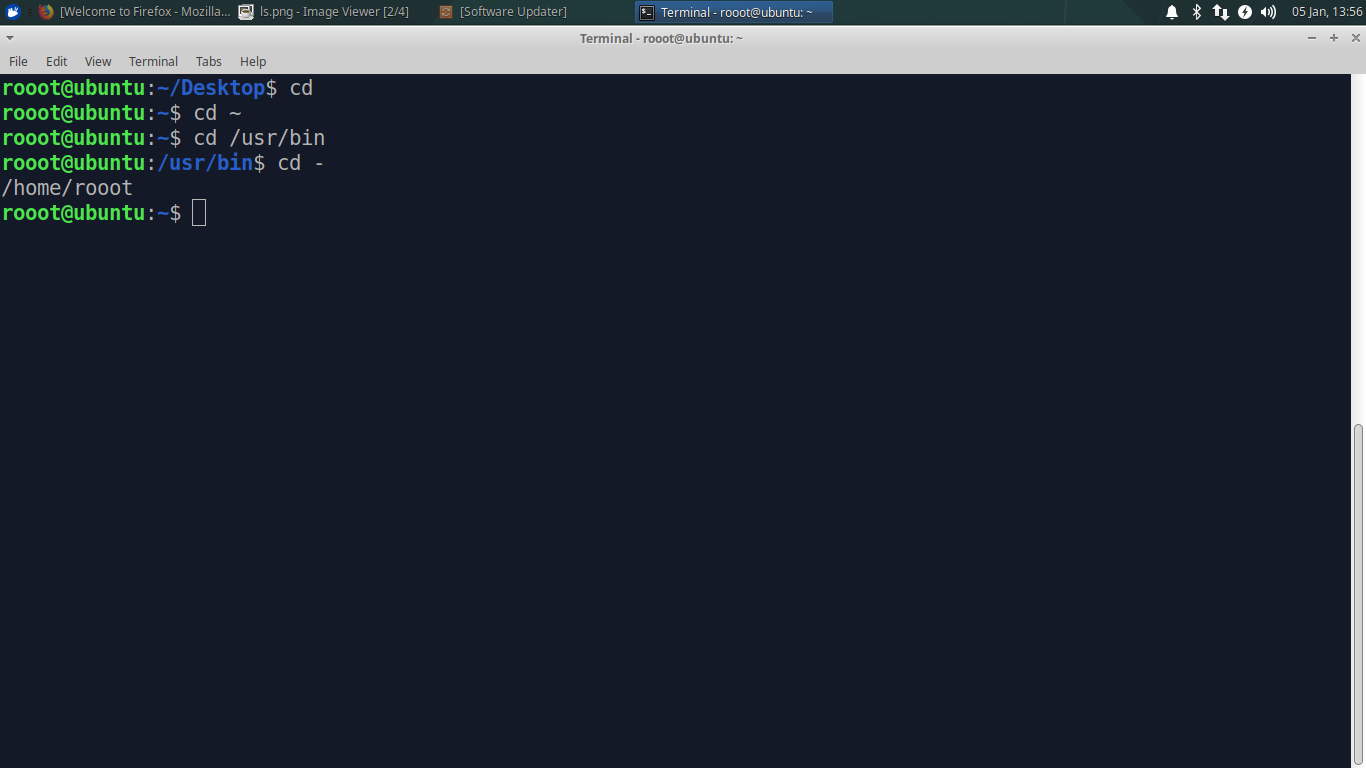 [Welcome to Firefox - Mozilla... ls.png - Image Viewer [2/4] [Software Updater] Terminal - rooot@ubuntu: ~ 05 Jan, 13:56
Terminal - rooot@ubuntu: ~
File Edit View Terminal Tabs Help
rooot@ubuntu:~/Desktop$ cd
rooot@ubuntu:~$ cd ~
rooot@ubuntu:~$ cd /usr/bin
rooot@ubuntu:/usr/bin$ cd -
/home/rooot
rooot@ubuntu:~$